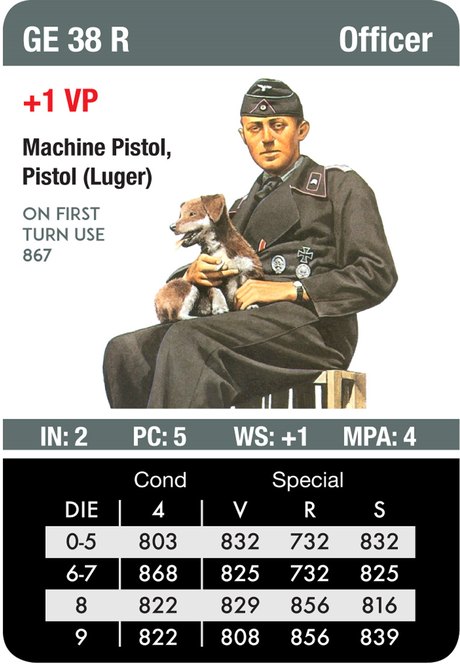 GE 38 R Officer
+1 VP
Machine Pistol,
Pistol (Luger)
ON FIRST
TURN USE
867
IN: 2 PC: 5 WS: +1 MPA: 4
Cond Special
DIE 4 V R S
0-5 803 832 732 832
6-7 868 825 732 825
8 822 829 856 816
9 822 808 856 839